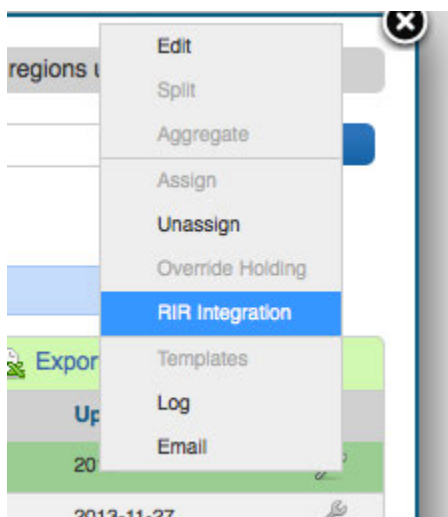 Edit
regions u
Split
Aggregate
Assign
Unassign
Override Holding
RIR Integration
Templates
Expor
Log
Up
Email
20
2013-11-27